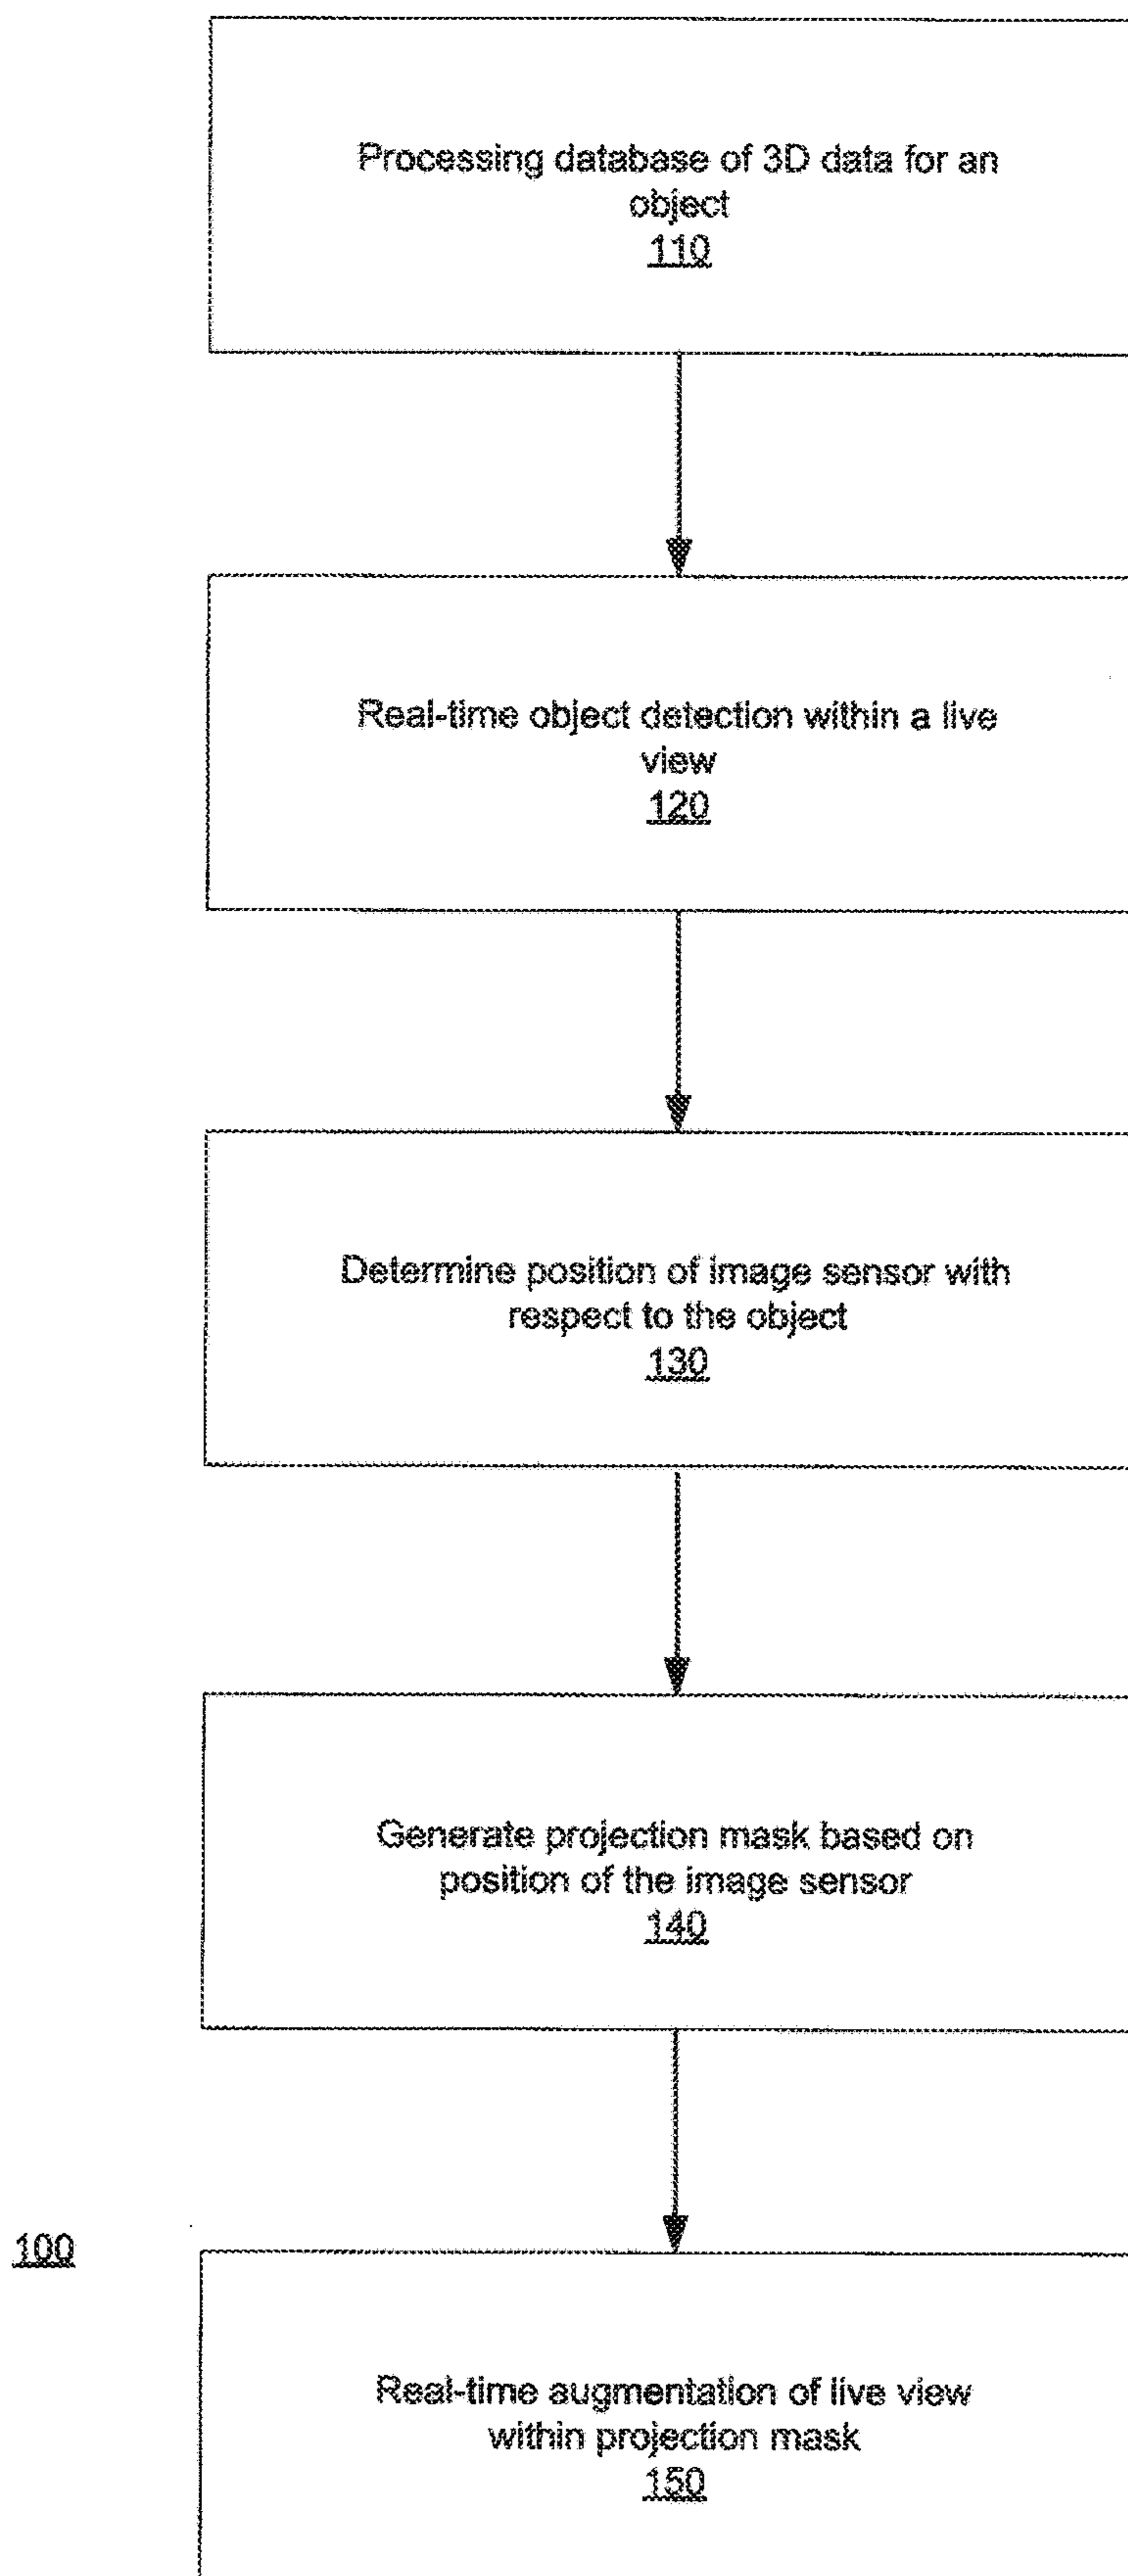 Processing database of 3D data for an
object
110
Real-time object detection within a live
view
120
Determine position of image sensor with
respect to the object
130
Generate projection mask based on
position of the image sensor
140
100
Real-time augmentation of live view
within projection mask
150